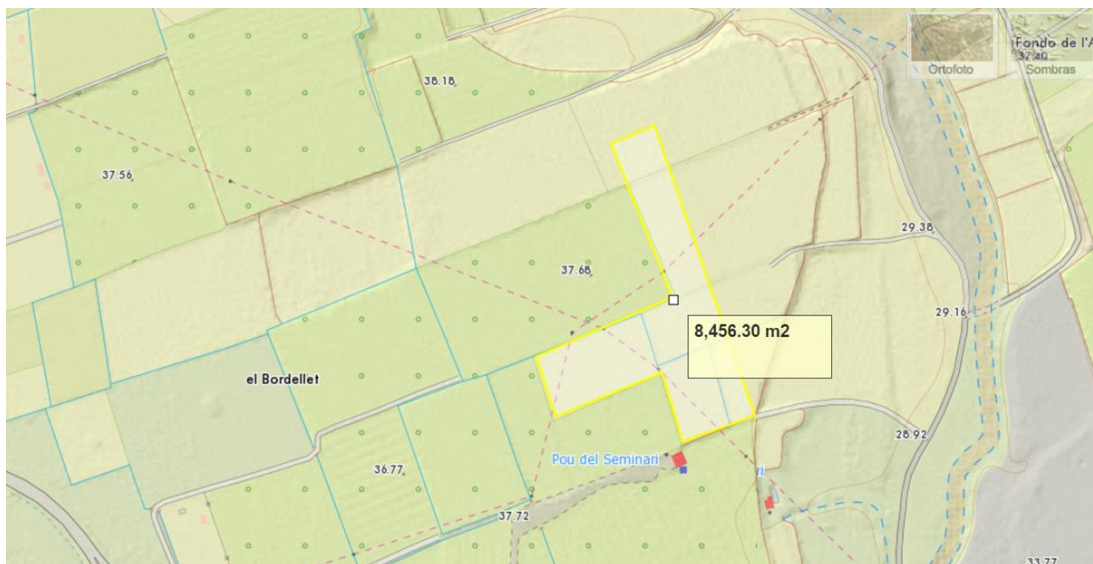 Fondo de l'A
37.40
Ortofoto
Sombras
38.18
37.56
29.38
37.68
29.16
8,456.30 m2
el Bordellet
28.92
Pou del Seminari
ri
36.77
37.72
33.77